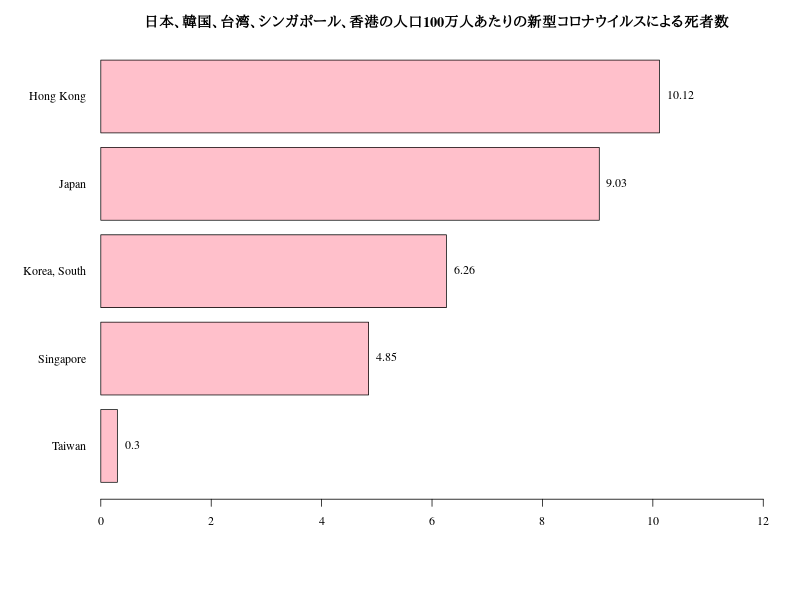 日本、韓国、台湾、シンガポール、香港の人口100万人あたりの新型コロナウイルスによる死者数
Hong Kong 10.12
Japan 9.03
Korea, South 6.26
Singapore 4.85
Taiwan 0.3
0 2 4 6 8 10 12